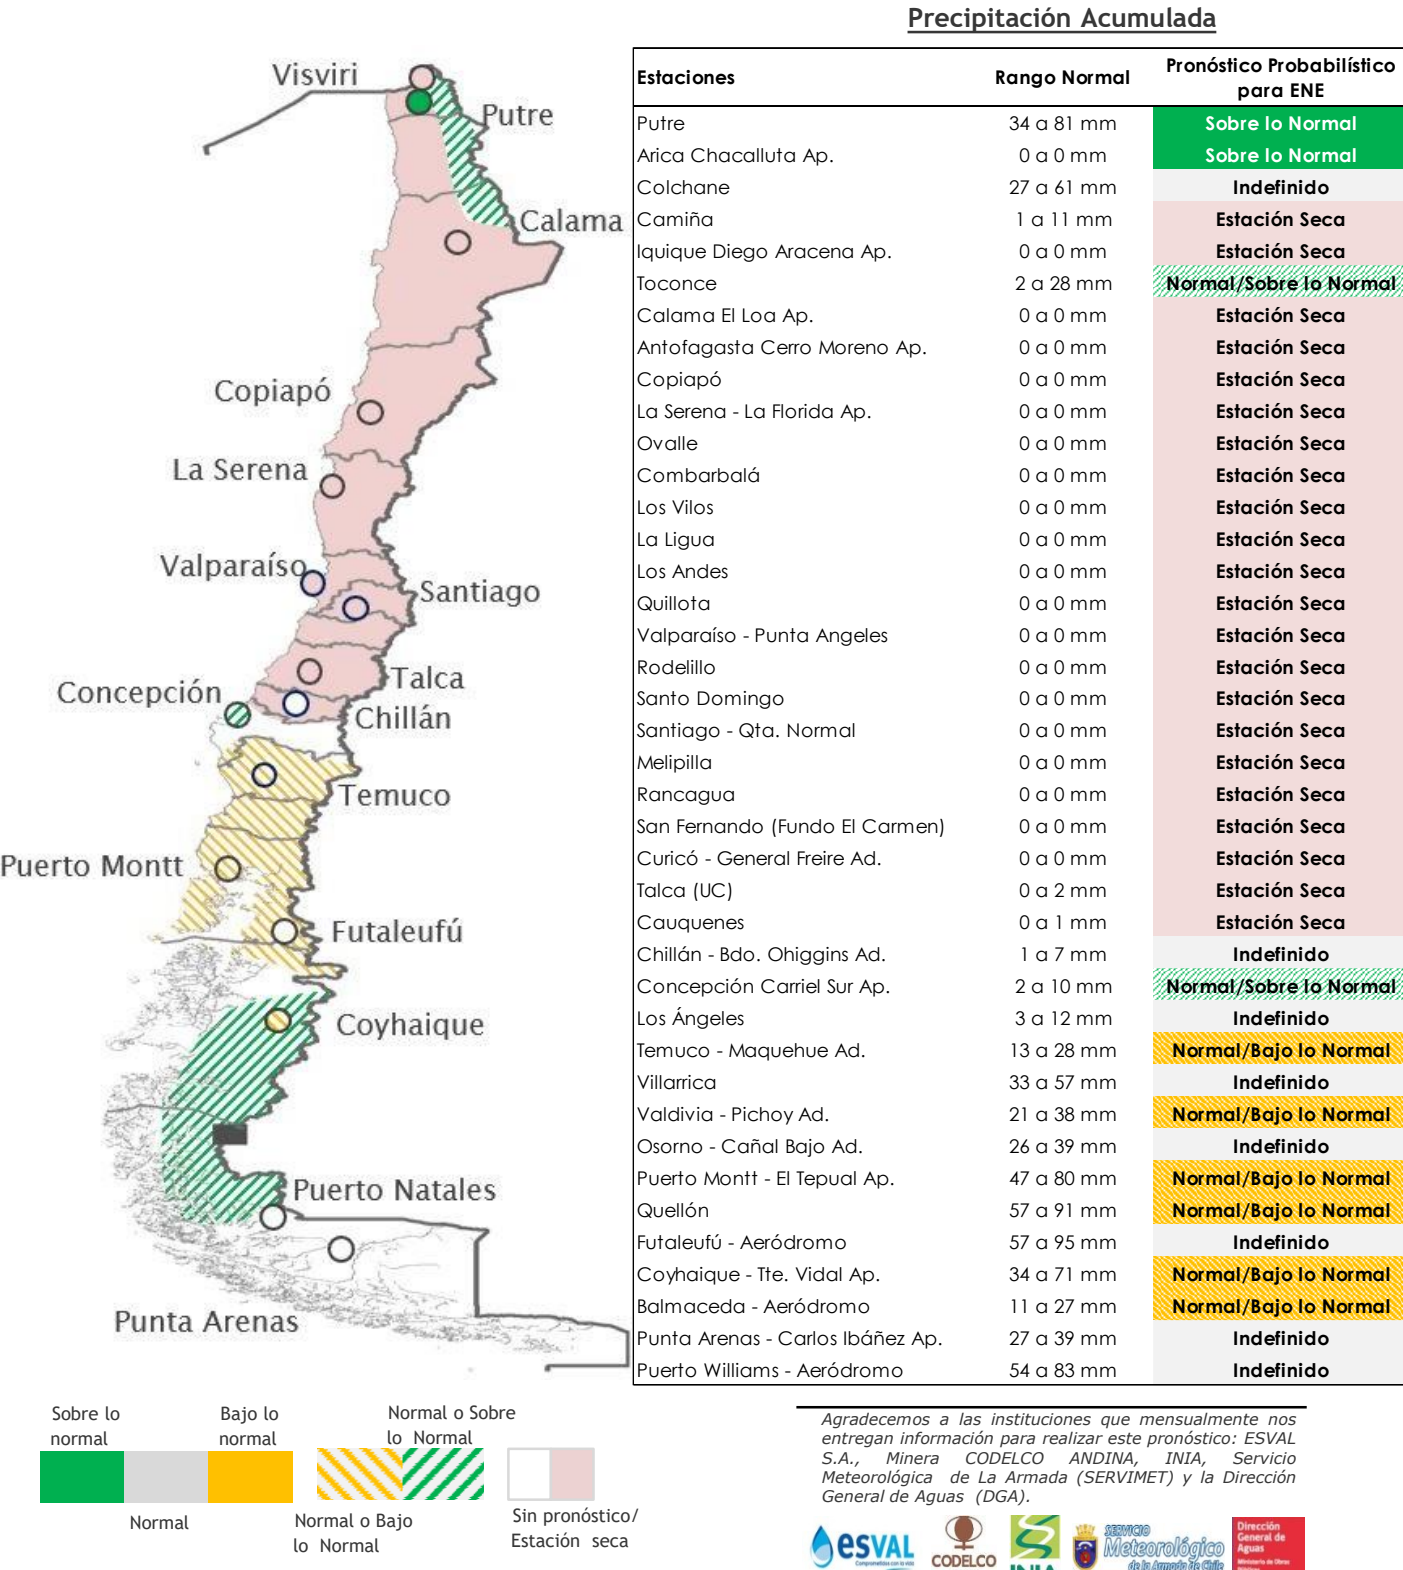 Precipitación Acumulada
Estaciones Rango Normal Pronóstico Probabilístico para ENE
Putre 34 a 81 mm Sobre lo Normal
Arica Chacalluta Ap. 0 a 0 mm Sobre lo Normal
Colchane 27 a 61 mm Indefinido
Camiña 1 a 11 mm Estación Seca
Iquique Diego Aracena Ap. 0 a 0 mm Estación Seca
Toconce 2 a 28 mm Normal/Sobre lo Normal
Calama El Loa Ap. 0 a 0 mm Estación Seca
Antofagasta Cerro Moreno Ap. 0 a 0 mm Estación Seca
Copiapó 0 a 0 mm Estación Seca
La Serena - La Florida Ap. 0 a 0 mm Estación Seca
Ovalle 0 a 0 mm Estación Seca
Combarbalá 0 a 0 mm Estación Seca
Los Vilos 0 a 0 mm Estación Seca
La Ligua 0 a 0 mm Estación Seca
Los Andes 0 a 0 mm Estación Seca
Quillota 0 a 0 mm Estación Seca
Valparaíso - Punta Angeles 0 a 0 mm Estación Seca
Rodelillo 0 a 0 mm Estación Seca
Santo Domingo 0 a 0 mm Estación Seca
Santiago - Qta. Normal 0 a 0 mm Estación Seca
Melipilla 0 a 0 mm Estación Seca
Rancagua 0 a 0 mm Estación Seca
San Fernando (Fundo El Carmen) 0 a 0 mm Estación Seca
Curicó - General Freire Ad. 0 a 0 mm Estación Seca
Talca (UC) 0 a 2 mm Estación Seca
Cauquenes 0 a 1 mm Estación Seca
Chillán - Bdo. Ohiggins Ad. 1 a 7 mm Indefinido
Concepción Carriel Sur Ap. 2 a 10 mm Normal/Sobre lo Normal
Los Ángeles 3 a 12 mm Indefinido
Temuco - Maquehue Ad. 13 a 28 mm Normal/Bajo lo Normal
Villarrica 33 a 57 mm Indefinido
Valdivia - Pichoy Ad. 21 a 38 mm Normal/Bajo lo Normal
Osorno - Cañal Bajo Ad. 26 a 39 mm Indefinido
Puerto Montt - El Tepual Ap. 47 a 80 mm Normal/Bajo lo Normal
Quellón 57 a 91 mm Normal/Bajo lo Normal
Futaleufú - Aeródromo 57 a 95 mm Indefinido
Coyhaique - Tte. Vidal Ap. 34 a 71 mm Normal/Bajo lo Normal
Balmaceda - Aeródromo 11 a 27 mm Normal/Bajo lo Normal
Punta Arenas - Carlos Ibáñez Ap. 27 a 39 mm Indefinido
Puerto Williams - Aeródromo 54 a 83 mm Indefinido
Visviri
Putre
Calama
Copiapó
La Serena
Valparaíso
Santiago
Talca
Concepción
Chillán
Temuco
Puerto Montt
Futaleufú
Coyhaique
Puerto Natales
Punta Arenas
Sobre lo
normal
Bajo lo
normal
Normal o Sobre
lo Normal
Normal
Normal o Bajo
lo Normal
Sin pronóstico/
Estación seca
Agradecemos a las instituciones que mensualmente nos
entregan información para realizar este pronóstico: ESVAL
S.A., Minera CODELCO ANDINA, INIA, Servicio
Meteorológica de La Armada (SERVIMET) y la Dirección
General de Aguas (DGA).
esval
CODELCO
INIA
SERVICIO
Meteorológico
de la Armada de Chile
Dirección
General de
Aguas